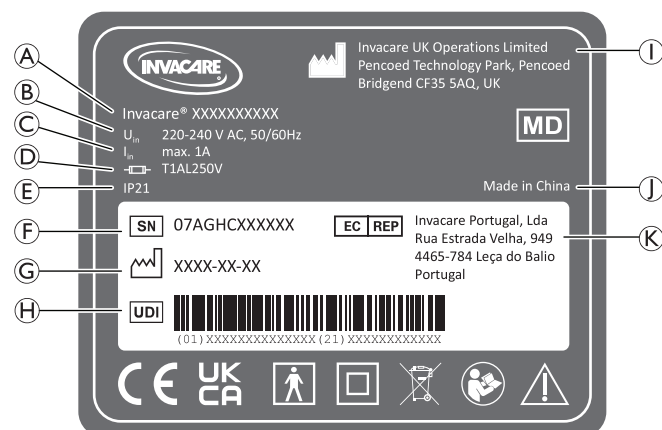 INVACARE
Invacare UK Operations Limited
Pencoed Technology Park, Pencoed
Bridgend CF35 5AQ, UK
A
B
C
D
E
F
G
H
I
J
K
Invacare® XXXXXXXXXX
Uin 220-240 V AC, 50/60Hz
Iin max. 1A
T1AL250V
IP21
MD
Made in China
SN 07AGHCXXXXXX
XXXX-XX-XX
EC REP
Invacare Portugal, Lda
Rua Estrada Velha, 949
4465-784 Leça do Balio
Portugal
UDI
(01)XXXXXXXXXXXXXX(21)XXXXXXXXXXXX
CE
UK
CA